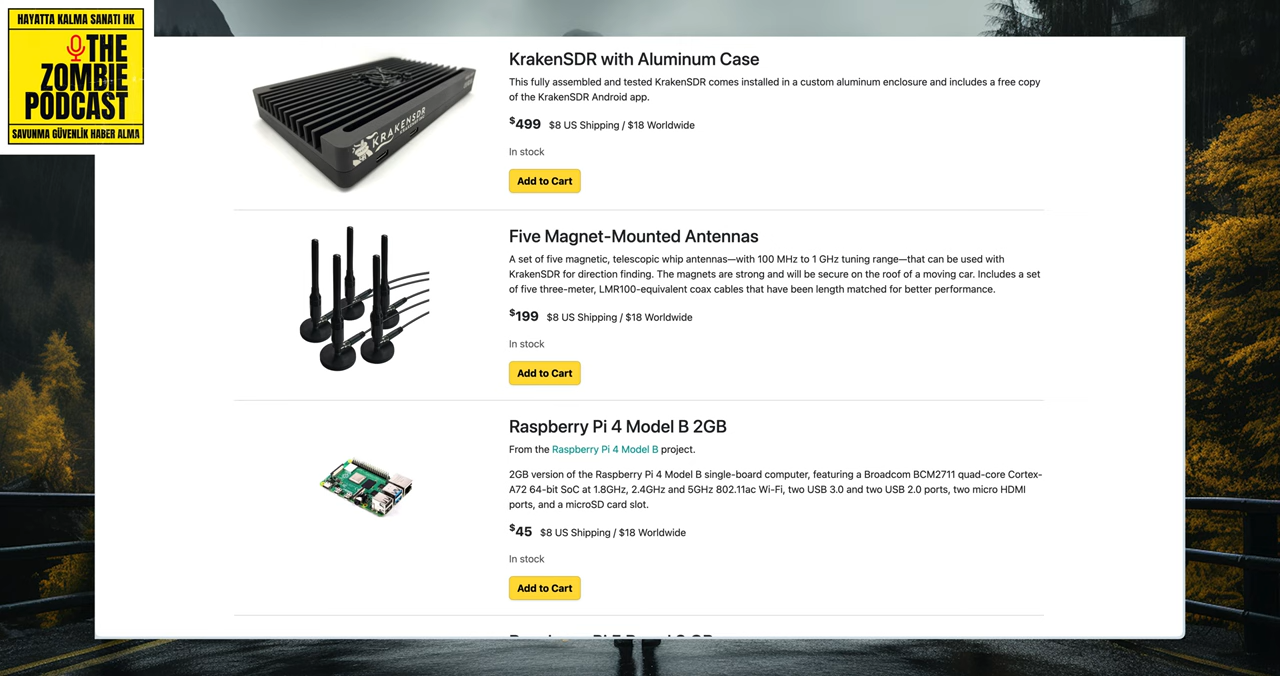 HAYATTA KALMA SANATI HK
THE
ZOMBIE
PODCAST
SAVUNMA GÜVENLİK HABER ALMA
KrakenSDR with Aluminum Case
This fully assembled and tested KrakenSDR comes installed in a custom aluminum enclosure and includes a free copy
of the KrakenSDR Android app.
$499 $8 US Shipping / $18 Worldwide
In stock
Add to Cart
KRAKENSDR
Five Magnet-Mounted Antennas
A set of five magnetic, telescopic whip antennas—with 100 MHz to 1 GHz tuning range—that can be used with
KrakenSDR for direction finding. The magnets are strong and will be secure on the roof of a moving car. Includes a set
of five three-meter, LMR100-equivalent coax cables that have been length matched for better performance.
$199 $8 US Shipping / $18 Worldwide
In stock
Add to Cart
Raspberry Pi 4 Model B 2GB
From the Raspberry Pi 4 Model B project.
2GB version of the Raspberry Pi 4 Model B single-board computer, featuring a Broadcom BCM2711 quad-core Cortex-
A72 64-bit SoC at 1.8GHz, 2.4GHz and 5GHz 802.11ac Wi-Fi, two USB 3.0 and two USB 2.0 ports, two micro HDMI
ports, and a microSD card slot.
$45 $8 US Shipping / $18 Worldwide
In stock
Add to Cart